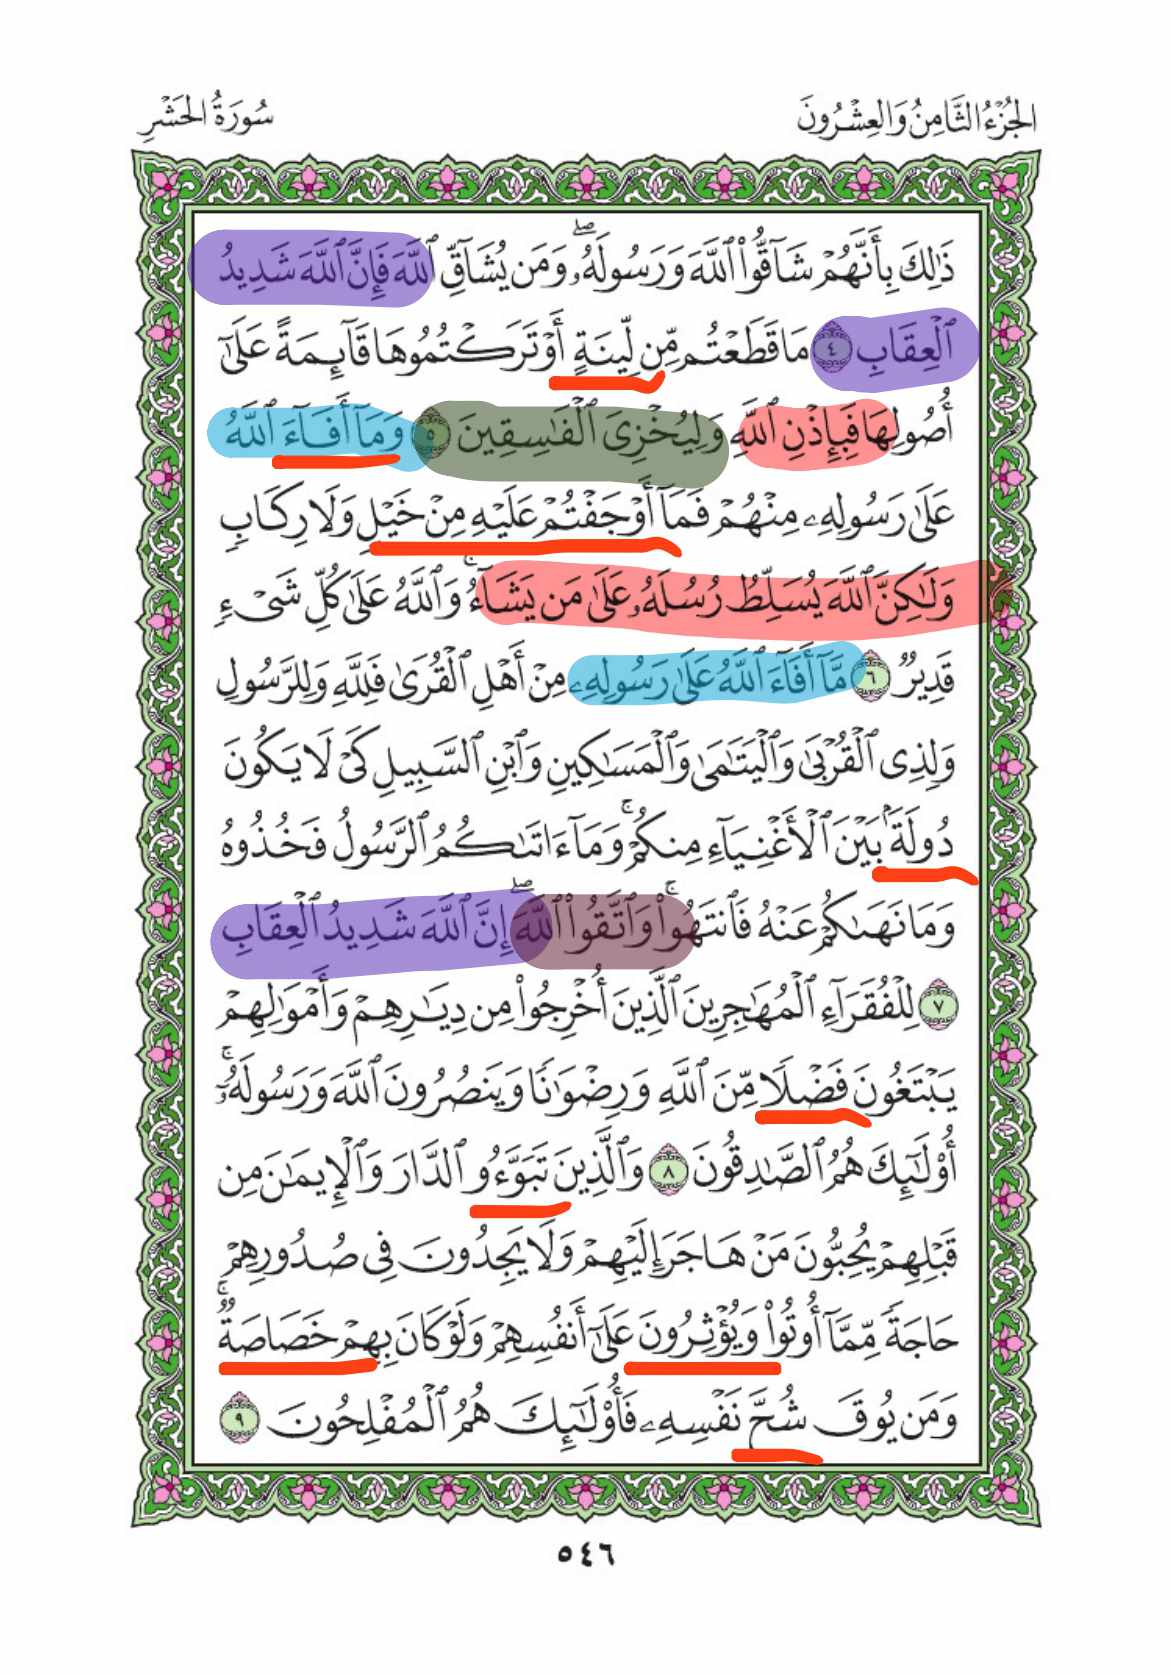 الجُزْءُ الثَّامِنُ وَالعِشْرُونَ
سُورَةُ الحَشْرِ
ذَٰلِكَ بِأَنَّهُمْ شَآقُّوا۟ ٱللَّهَ وَرَسُولَهُۥ ۖ وَمَن يُشَآقِّ ٱللَّهَ فَإِنَّ ٱللَّهَ شَدِيدُ
ٱلْعِقَابِ ٤ مَا قَطَعْتُم مِّن لِّينَةٍ أَوْ تَرَكْتُمُوهَا قَآئِمَةً عَلَىٰٓ
أُصُولِهَا فَبِإِذْنِ ٱللَّهِ وَلِيُخْزِىَ ٱلْفَـٰسِقِينَ ٥ وَمَآ أَفَآءَ ٱللَّهُ
عَلَىٰ رَسُولِهِۦ مِنْهُمْ فَمَآ أَوْجَفْتُمْ عَلَيْهِ مِنْ خَيْلٍ وَلَا رِكَابٍ
وَلَـٰكِنَّ ٱللَّهَ يُسَلِّطُ رُسُلَهُۥ عَلَىٰ مَن يَشَآءُ ۚ وَٱللَّهُ عَلَىٰ كُلِّ شَىْءٍ
قَدِيرٌ ٦ مَّآ أَفَآءَ ٱللَّهُ عَلَىٰ رَسُولِهِۦ مِنْ أَهْلِ ٱلْقُرَىٰ فَلِلَّهِ وَلِلرَّسُولِ
وَلِذِى ٱلْقُرْبَىٰ وَٱلْيَتَـٰمَىٰ وَٱلْمَسَـٰكِينِ وَٱبْنِ ٱلسَّبِيلِ كَىْ لَا يَكُونَ
دُولَةًۢ بَيْنَ ٱلْأَغْنِيَآءِ مِنكُمْ ۚ وَمَآ ءَاتَىٰكُمُ ٱلرَّسُولُ فَخُذُوهُ
وَمَا نَهَىٰكُمْ عَنْهُ فَٱنتَهُوا۟ ۚ وَٱتَّقُوا۟ ٱللَّهَ ۖ إِنَّ ٱللَّهَ شَدِيدُ ٱلْعِقَابِ
٧ لِلْفُقَرَآءِ ٱلْمُهَـٰجِرِينَ ٱلَّذِينَ أُخْرِجُوا۟ مِن دِيَـٰرِهِمْ وَأَمْوَٰلِهِمْ
يَبْتَغُونَ فَضْلًا مِّنَ ٱللَّهِ وَرِضْوَٰنًا وَيَنصُرُونَ ٱللَّهَ وَرَسُولَهُۥٓ ۚ
أُو۟لَـٰٓئِكَ هُمُ ٱلصَّـٰدِقُونَ ٨ وَٱلَّذِينَ تَبَوَّءُو ٱلدَّارَ وَٱلْإِيمَـٰنَ مِن
قَبْلِهِمْ يُحِبُّونَ مَنْ هَاجَرَ إِلَيْهِمْ وَلَا يَجِدُونَ فِى صُدُورِهِمْ
حَاجَةً مِّمَّآ أُوتُوا۟ وَيُؤْثِرُونَ عَلَىٰٓ أَنفُسِهِمْ وَلَوْ كَانَ بِهِمْ خَصَاصَةٌ ۚ
وَمَن يُوقَ شُحَّ نَفْسِهِۦ فَأُو۟لَـٰٓئِكَ هُمُ ٱلْمُفْلِحُونَ ٩
٥٤٦